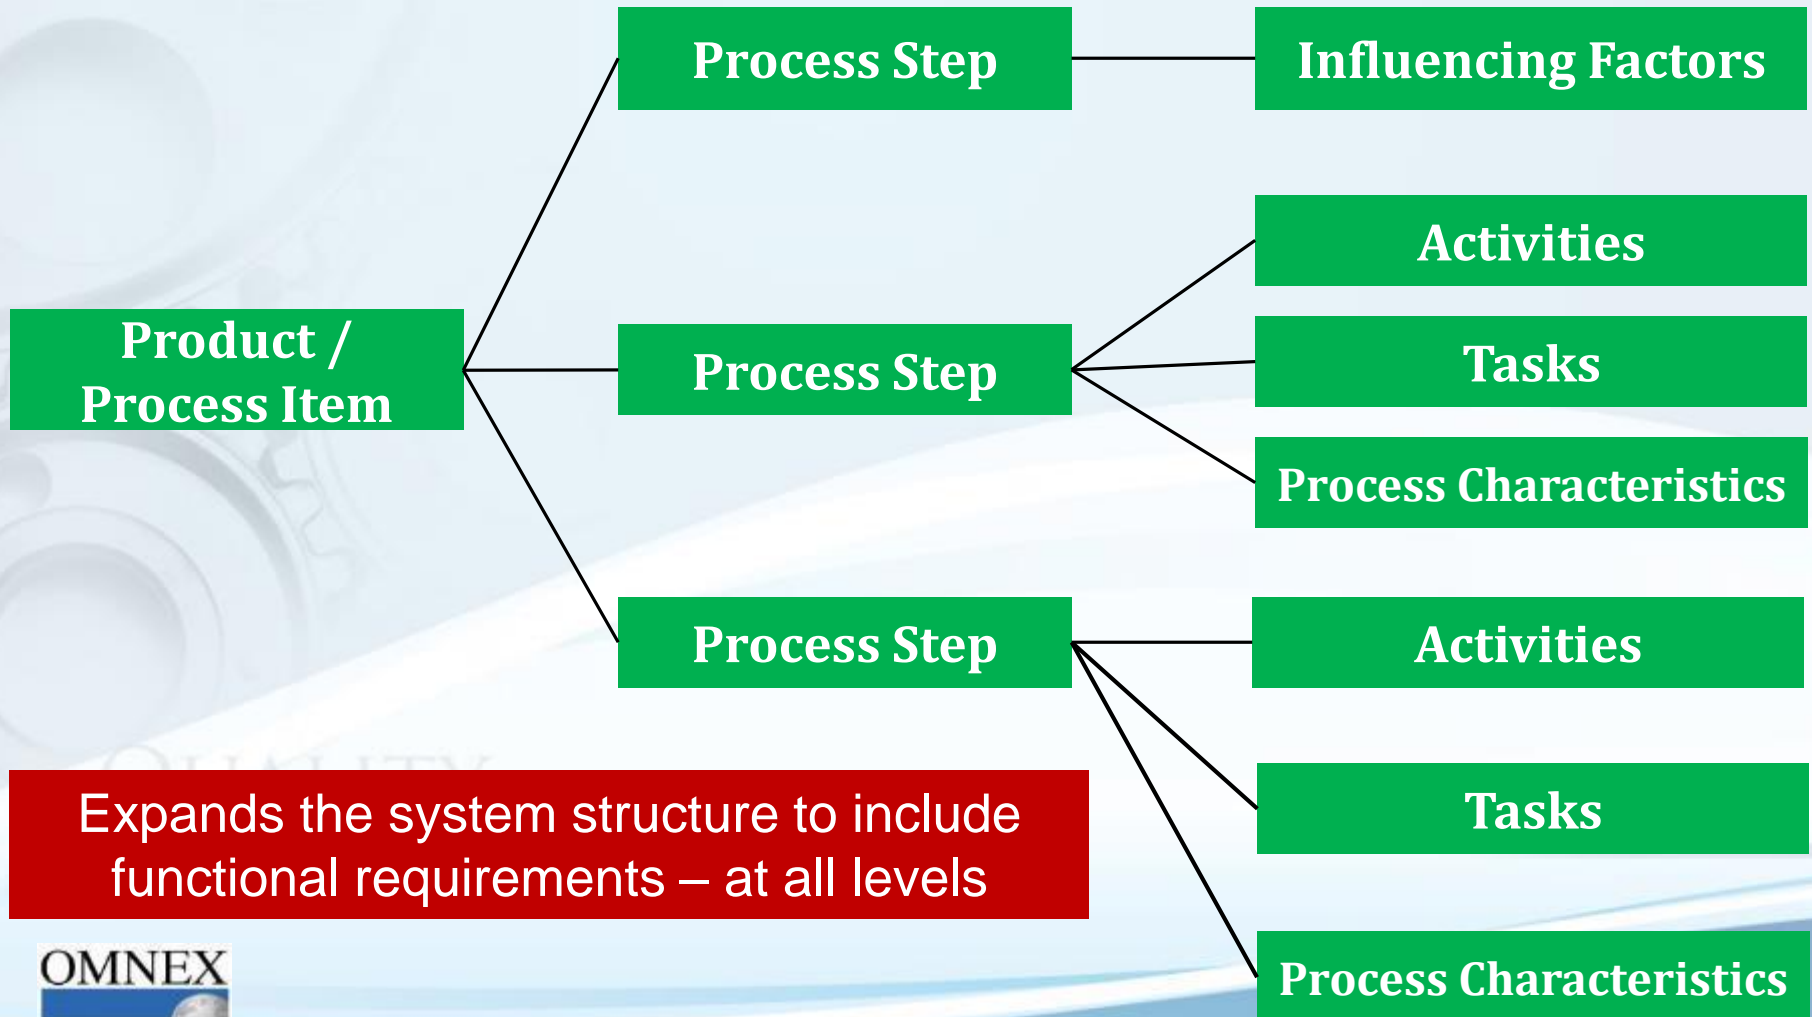 Process Step
Influencing Factors
Activities
Product /
Process Item
Process Step
Tasks
Process Characteristics
Process Step
Activities
QUALITY
Expands the system structure to include
functional requirements – at all levels
Tasks
OMNEX
Process Characteristics